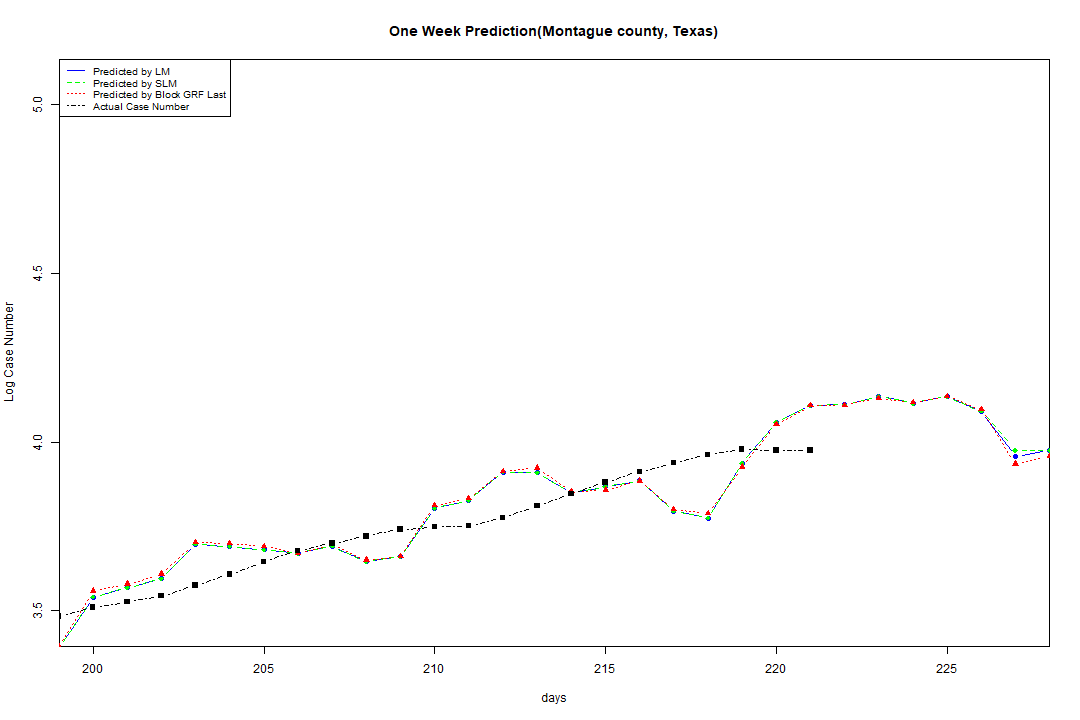 One Week Prediction(Montague county, Texas)
Predicted by LM
Predicted by SLM
Predicted by Block GRF Last
Actual Case Number
5.0
4.5
4.0
3.5
Log Case Number
200 205 210 215 220 225
days